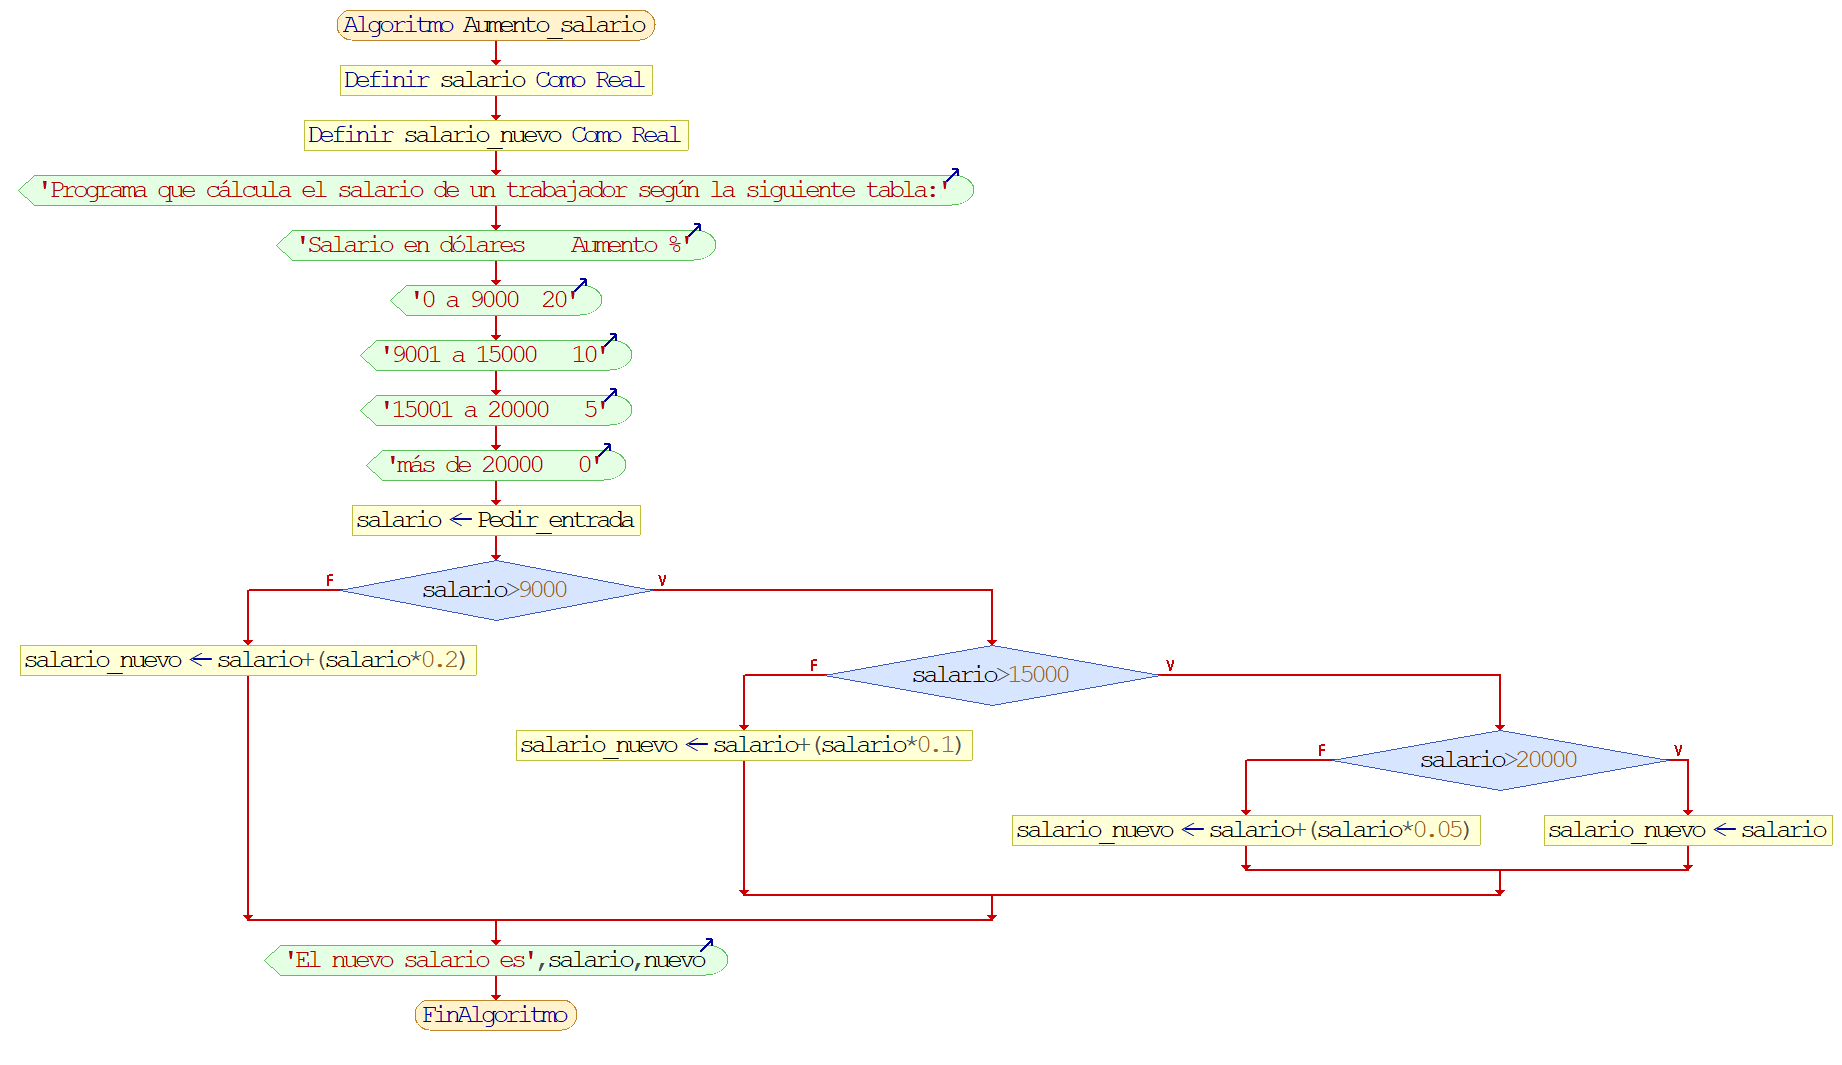 Algoritmo Aumento_salario
Definir salario Como Real
Definir salario_nuevo Como Real
'Programa que cálcula el salario de un trabajador según la siguiente tabla:'
'Salario en dólares    Aumento %'
'0 a 9000  20'
'9001 a 15000   10'
'15001 a 20000   5'
'más de 20000   0'
salario ← Pedir_entrada
F
salario>9000
V
salario_nuevo ← salario+(salario*0.2)
F
salario>15000
V
salario_nuevo ← salario+(salario*0.1)
F
salario>20000
V
salario_nuevo ← salario+(salario*0.05)
salario_nuevo ← salario
'El nuevo salario es',salario,nuevo
FinAlgoritmo